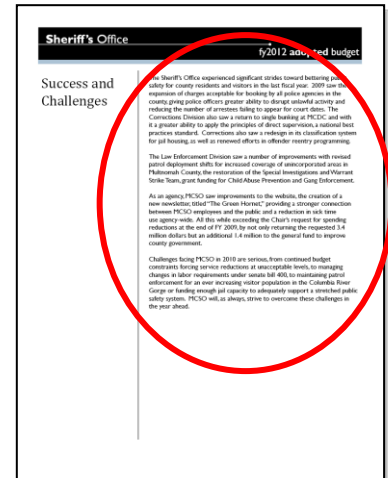 Sheriff's Office
fy2012 adopted budget
Success and
Challenges
The Sheriff's Office experienced significant strides toward bettering public
safety for county residents and visitors in the last fiscal year. 2009 saw the
expansion of charges acceptable for booking by all police agencies in the
county, giving police officers greater ability to disrupt unlawful activity and
reducing the number of arrestees failing to appear for court dates. The
Corrections Division also saw a return to single bunking at MCDC and with
it a greater ability to apply the principles of direct supervision, a national best
practices standard. Corrections also saw a redesign in its classification system
for jail housing, as well as renewed efforts in offender reentry programming.
The Law Enforcement Division saw a number of improvements with revised
patrol deployment shifts for increased coverage of unincorporated areas in
Multnomah County, the restoration of the Special Investigations and Warrant
Strike Team, grant funding for Child Abuse Prevention and Gang Enforcement.
As an agency, MCSO saw improvements to the website, the creation of a
new newsletter, titled "The Green Hornet," providing a stronger connection
between MCSO employees and the public and a reduction in sick time
use agency-wide. All this while exceeding the Chair's request for spending
reductions at the end of FY 2009, by not only returning the requested 3.4
million dollars but an additional 1.4 million to the general fund to improve
county government.
Challenges facing MCSO in 2010 are serious, from continued budget
constraints forcing service reductions at unacceptable levels, to managing
changes in labor requirements under senate bill 400, to maintaining patrol
enforcement for an ever increasing visitor population in the Columbia River
Gorge or funding enough jail capacity to adequately support a stretched public
safety system. MCSO will, as always, strive to overcome these challenges in
the year ahead.